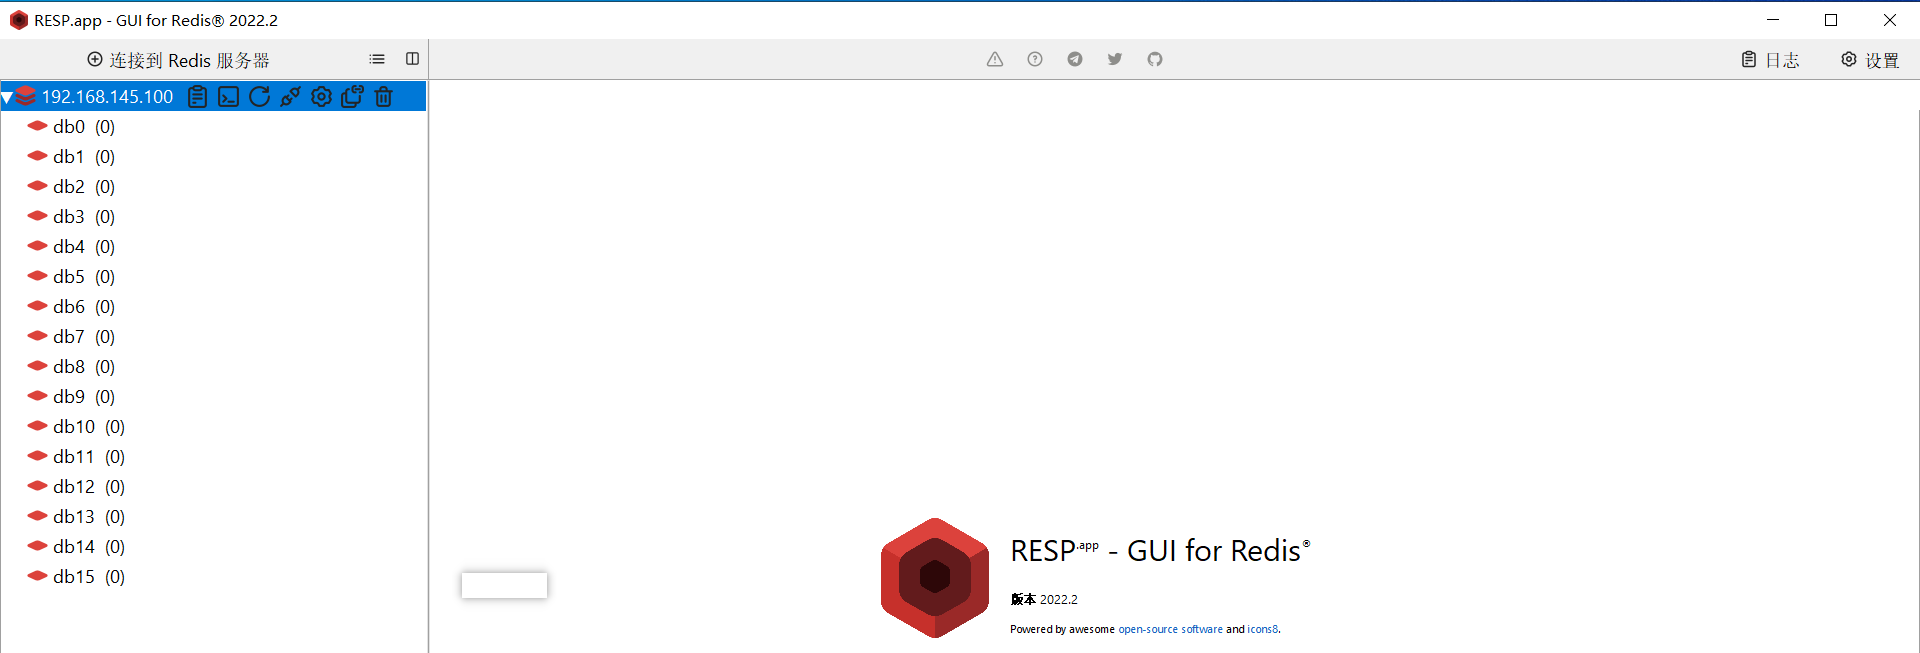 RESP.app - GUI for Redis® 2022.2
连接到 Redis 服务器
日志
设置
192.168.145.100
db0 (0)
db1 (0)
db2 (0)
db3 (0)
db4 (0)
db5 (0)
db6 (0)
db7 (0)
db8 (0)
db9 (0)
db10 (0)
db11 (0)
db12 (0)
db13 (0)
db14 (0)
db15 (0)
RESP.app - GUI for Redis®
版本 2022.2
Powered by awesome open-source software and icons8.